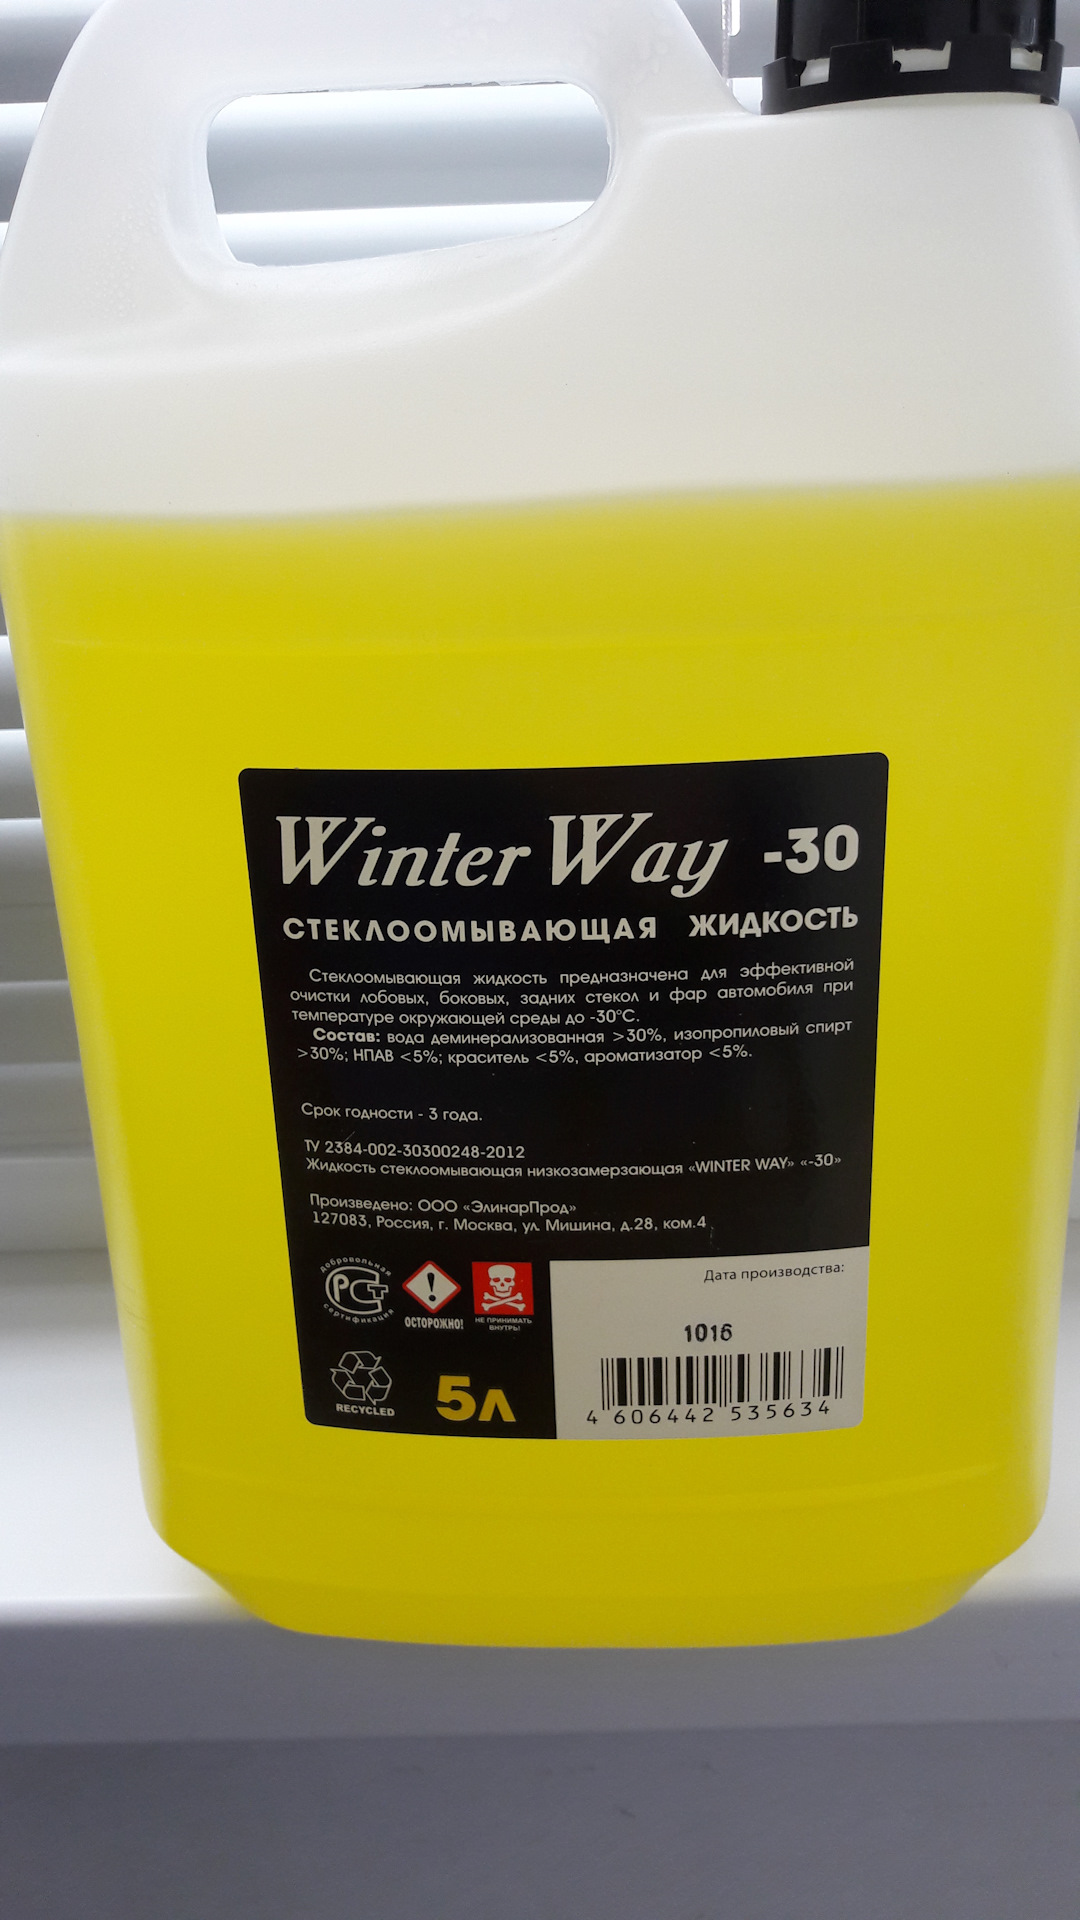 Winter Way -30
СТЕКЛООМЫВАЮЩАЯ ЖИДКОСТЬ
Стеклоомывающая жидкость предназначена для эффективной
очистки лобовых, боковых, задних стекол и фар автомобиля при
температуре окружающей среды до -30°С.
Состав: вода деминерализованная >30%, изопропиловый спирт
>30%; НПАВ <5%; краситель <5%, ароматизатор <5%.
Срок годности - 3 года.
ТУ 2384-002-30300248-2012
Жидкость стеклоомывающая низкозамерзающая «WINTER WAY» «-30»
Произведено: ООО «ЭлинарПрод»
127083, Россия, г. Москва, ул. Мишина, д.28, ком.4
добровольная
РСТ
сертификация
ОСТОРОЖНО!
НЕ ПРИНИМАТЬ
ВНУТРЬ!
Дата производства:
1016
RECYCLED
5л
4 606442 535634